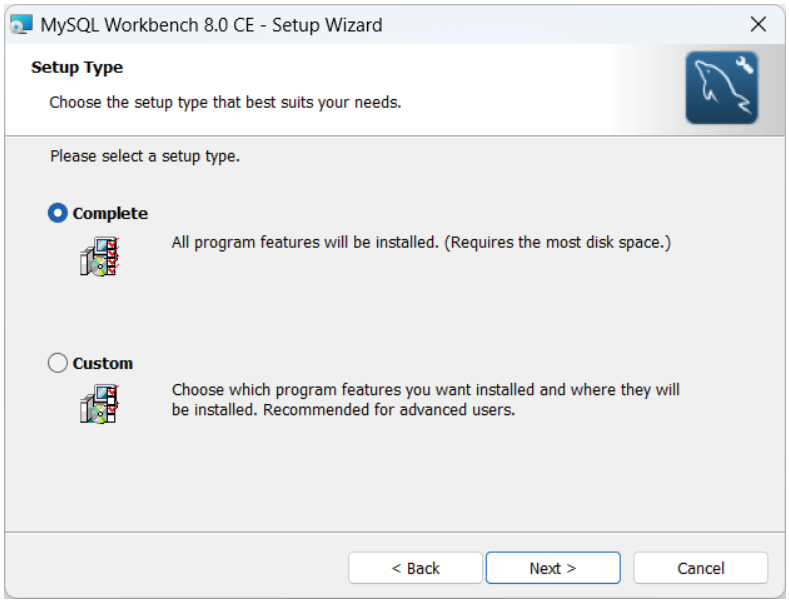 MySQL Workbench 8.0 CE - Setup Wizard
Setup Type
Choose the setup type that best suits your needs.
Please select a setup type.
Complete
All program features will be installed. (Requires the most disk space.)
Custom
Choose which program features you want installed and where they will
be installed. Recommended for advanced users.
< Back
Next >
Cancel